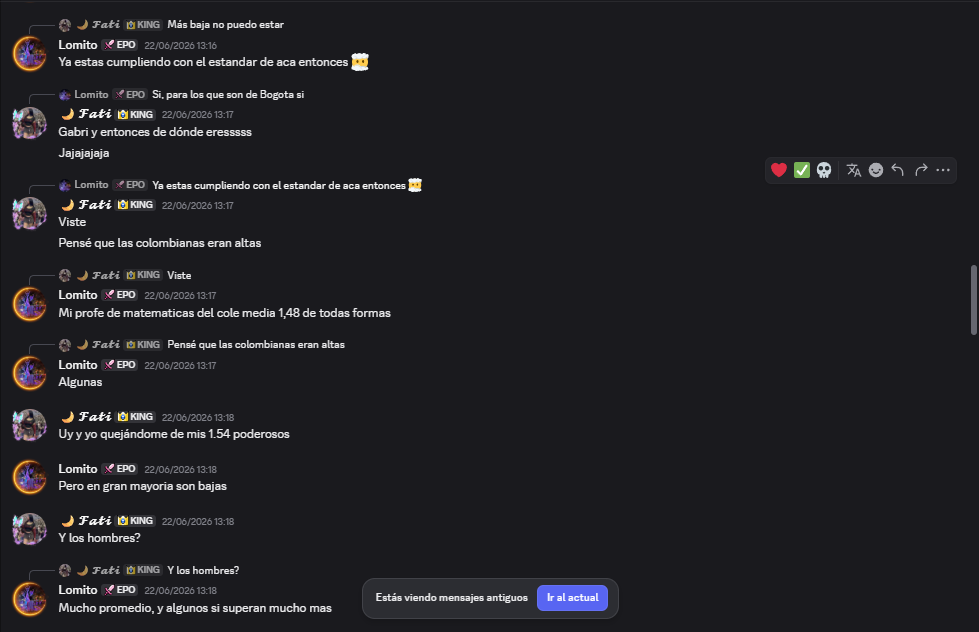 Fati KING Más baja no puedo estar
Lomito EPO 22/06/2026 13:16
Ya estas cumpliendo con el estandar de aca entonces
Lomito EPO Si, para los que son de Bogota si
Fati KING 22/06/2026 13:17
Gabri y entonces de dónde eresssss
Jajajajaja
Lomito EPO Ya estas cumpliendo con el estandar de aca entonces
Fati KING 22/06/2026 13:17
Viste
Pensé que las colombianas eran altas
Fati KING Viste
Lomito EPO 22/06/2026 13:17
Mi profe de matematicas del cole media 1,48 de todas formas
Fati KING Pensé que las colombianas eran altas
Lomito EPO 22/06/2026 13:17
Algunas
Fati KING 22/06/2026 13:18
Uy y yo quejándome de mis 1.54 poderosos
Lomito EPO 22/06/2026 13:18
Pero en gran mayoria son bajas
Fati KING 22/06/2026 13:18
Y los hombres?
Fati KING Y los hombres?
Lomito EPO 22/06/2026 13:18
Mucho promedio, y algunos si superan mucho mas
Estás viendo mensajes antiguos Ir al actual